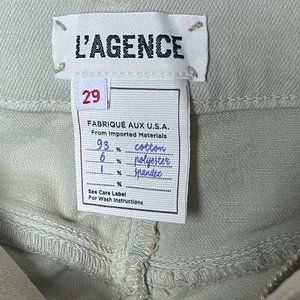 L'AGENCE
29
FABRIQUÉ AUX U.S.A.
From Imported Materials
93 % cotton
6 % polyester
1 % spandex
%
See Care Label
For Wash Instructions